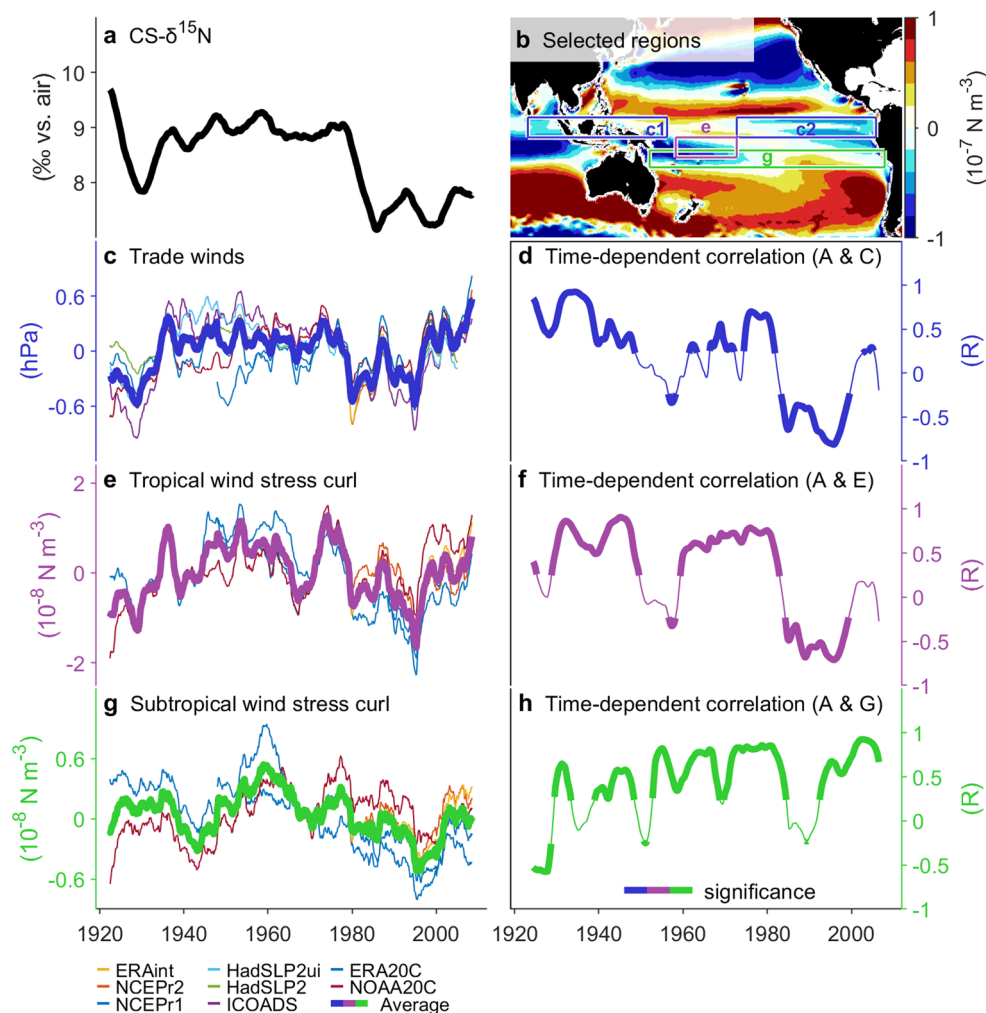 a CS-δ¹⁵N
(‰ vs. air)
10
9
8
b Selected regions
c1
e
c2
g
1
0
-1
(10⁻⁷ N m⁻³)
c Trade winds
(hPa)
0.6
0
-0.6
d Time-dependent correlation (A & C)
1
0.5
0
-0.5
-1
(R)
e Tropical wind stress curl
(10⁻⁸ N m⁻³)
2
0
-2
f Time-dependent correlation (A & E)
1
0.5
0
-0.5
-1
(R)
g Subtropical wind stress curl
(10⁻⁸ N m⁻³)
0.6
0
-0.6
h Time-dependent correlation (A & G)
1
0.5
0
-0.5
-1
(R)
significance
1920 1940 1960 1980 2000
1920 1940 1960 1980 2000
ERAint HadSLP2ui ERA20C
NCEPr2 HadSLP2 NOAA20C
NCEPr1 ICOADS Average